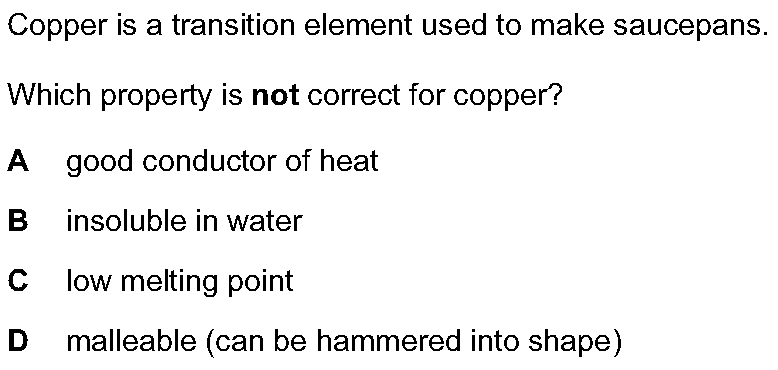 Copper is a transition element used to make saucepans.
Which property is not correct for copper?
A good conductor of heat
B insoluble in water
C low melting point
D malleable (can be hammered into shape)